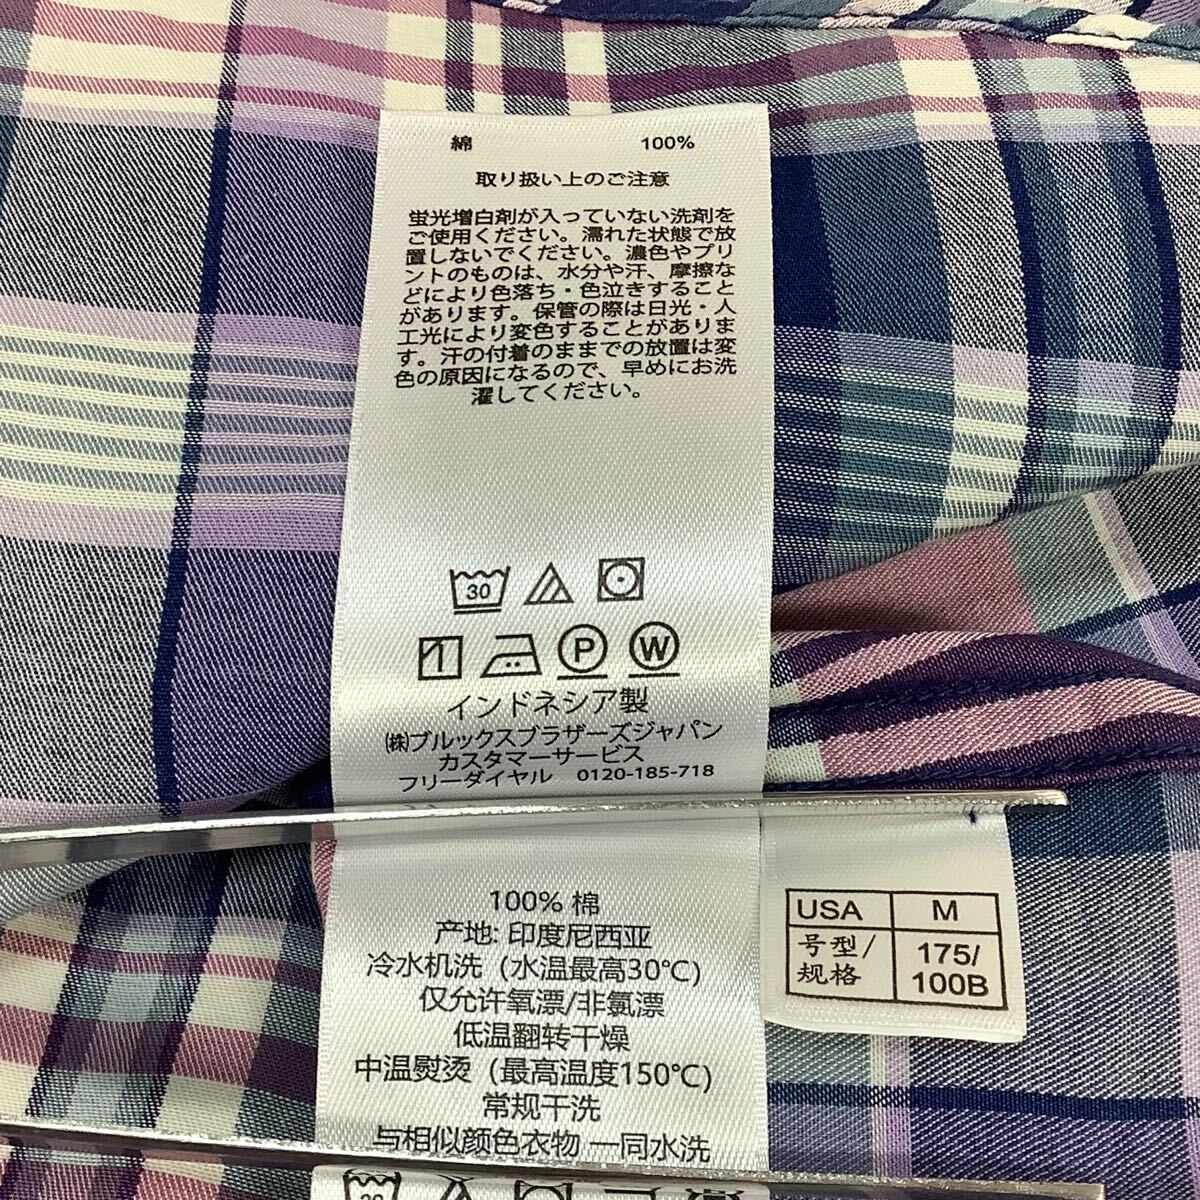 綿 100%
取り扱い上のご注意
蛍光増白剤が入っていない洗剤を
ご使用ください。濡れた状態で放
置しないでください。濃色やプリ
ントのものは、水分や汗、摩擦な
どにより色落ち・色泣きすること
があります。保管の際は日光・人
工光により変色することがありま
す。汗の付着のままでの放置は変
色の原因になるので、早めにお洗
濯してください。
30
P W
インドネシア製
㈱ブルックスブラザーズジャパン
カスタマーサービス
フリーダイヤル 0120-185-718
100% 棉
产地: 印度尼西亚
冷水机洗（水温最高30℃）
仅允许氧漂/非氯漂
低温翻转干燥
中温熨烫（最高温度150℃）
常规干洗
与相似颜色衣物 一同水洗
USA M
号型/ 175/
规格 100B
30